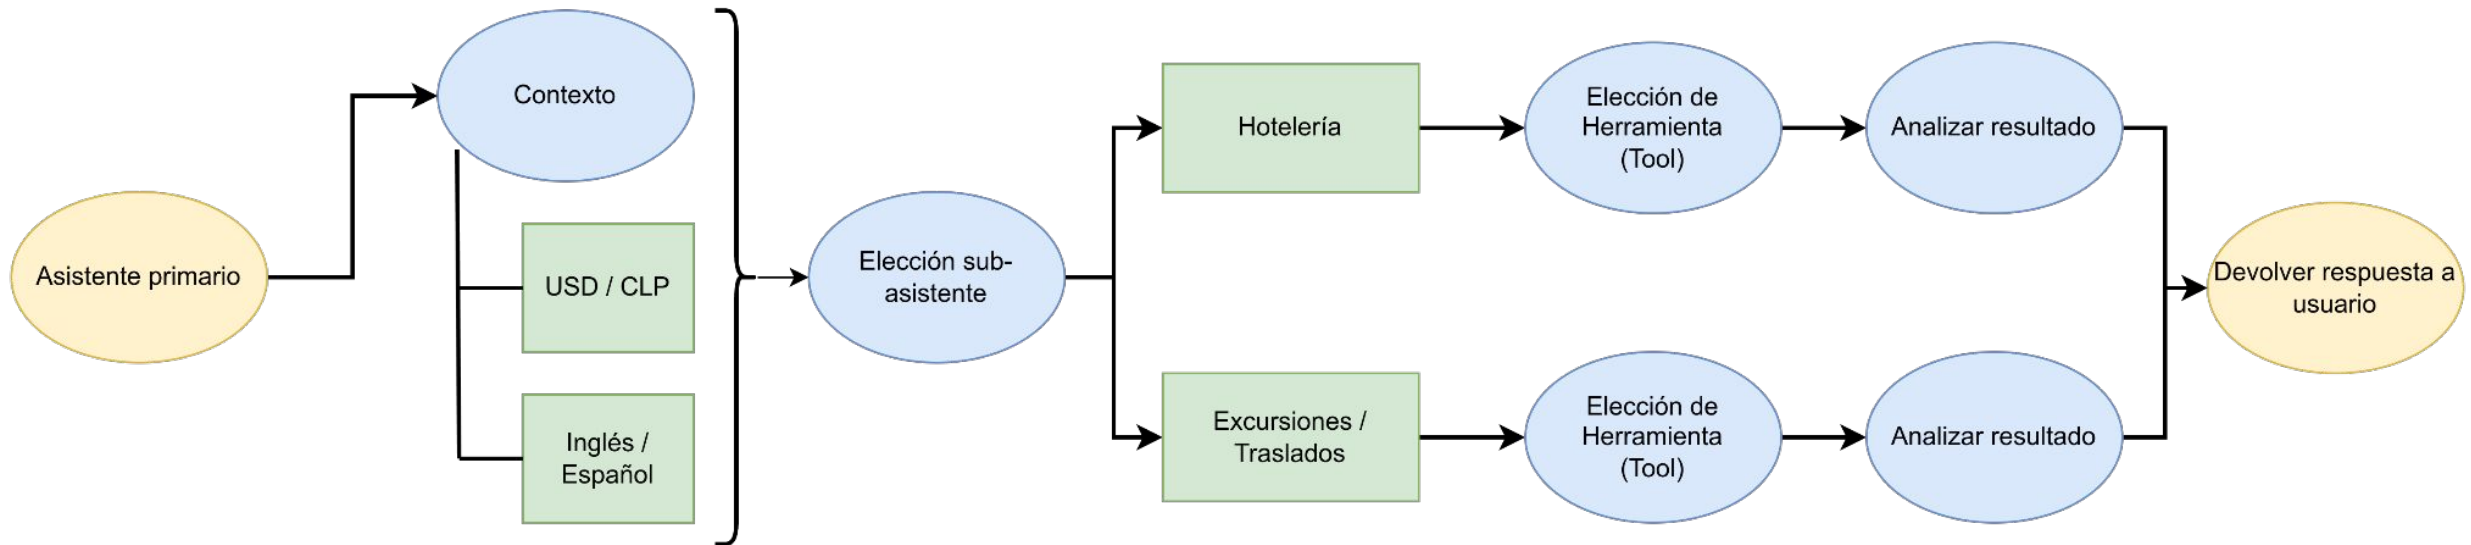 Asistente primario
Contexto
USD / CLP
Inglés /
Español
Elección sub-
asistente
Hotelería
Elección de
Herramienta
(Tool)
Analizar resultado
Excursiones /
Traslados
Elección de
Herramienta
(Tool)
Analizar resultado
Devolver respuesta a
usuario